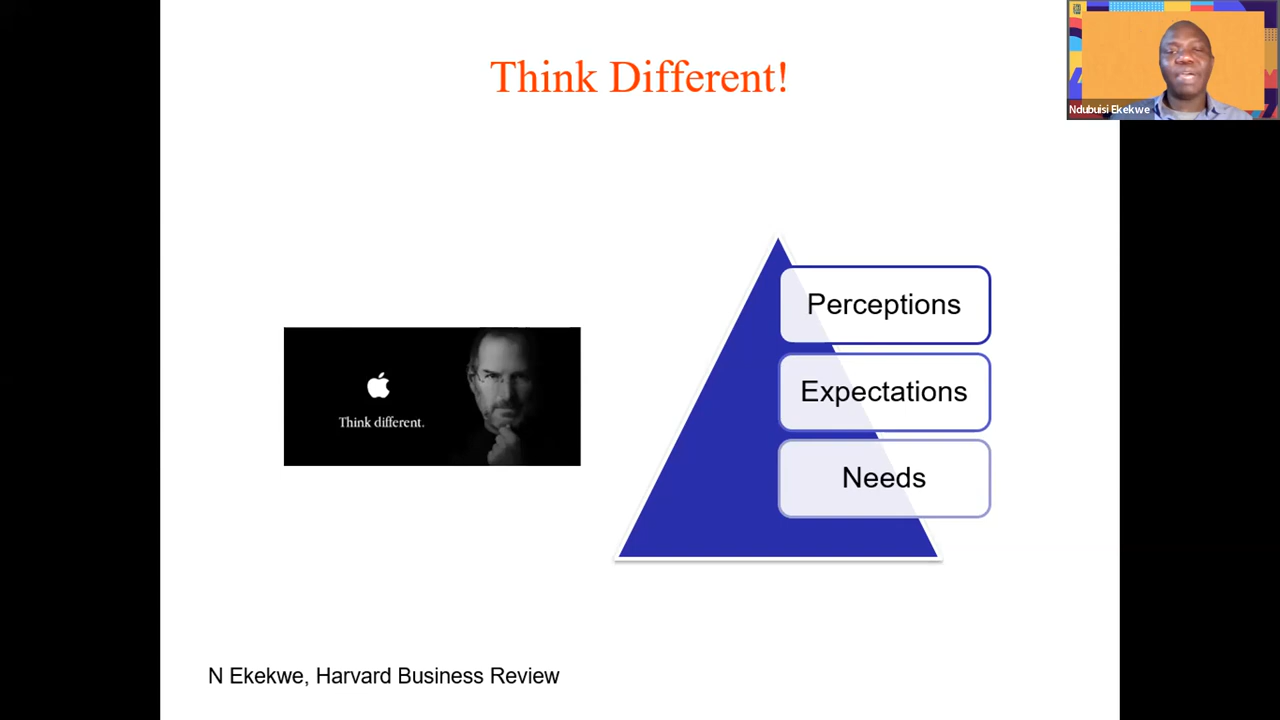 Think Different!
Ndubuisi Ekekwe
Think different.
Perceptions
Expectations
Needs
N Ekekwe, Harvard Business Review